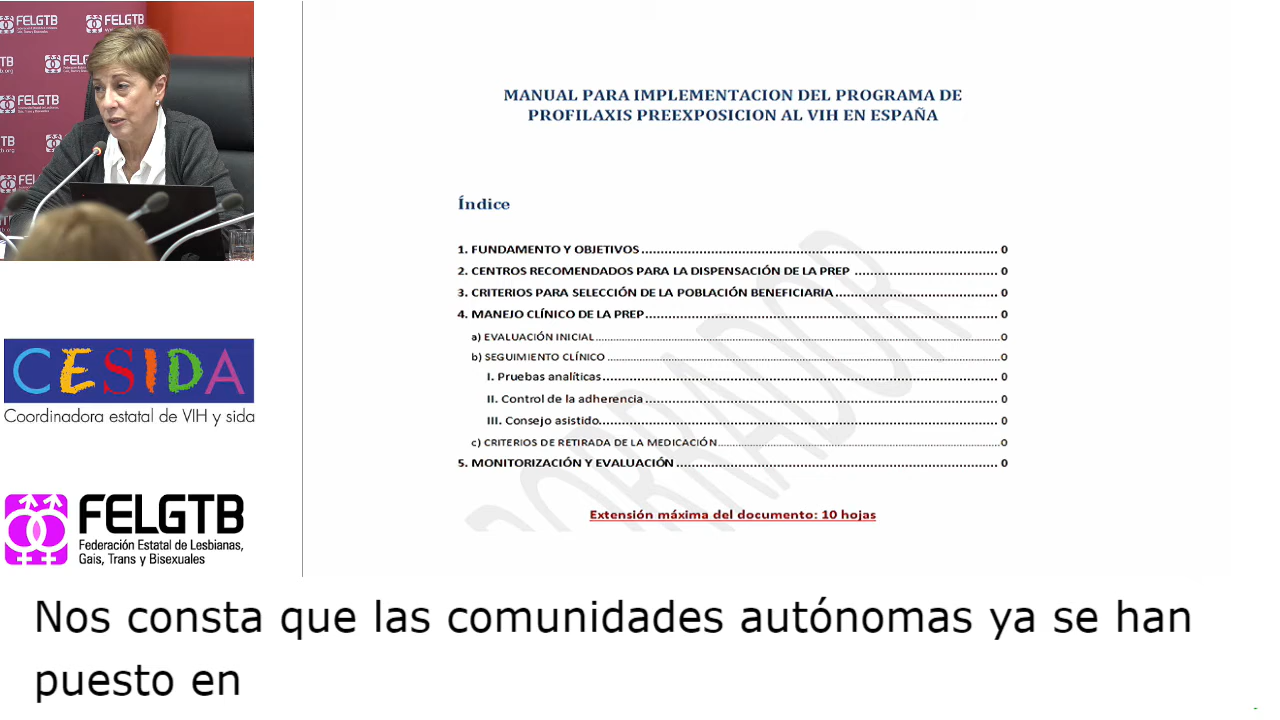 FELGTB
FELGTB
FELGTB
FELGTB
MANUAL PARA IMPLEMENTACION DEL PROGRAMA DE
PROFILAXIS PREEXPOSICION AL VIH EN ESPAÑA
Índice
1. FUNDAMENTO Y OBJETIVOS ........ 0
2. CENTROS RECOMENDADOS PARA LA DISPENSACIÓN DE LA PREP ........ 0
3. CRITERIOS PARA SELECCIÓN DE LA POBLACIÓN BENEFICIARIA ........ 0
4. MANEJO CLÍNICO DE LA PREP ........ 0
a) EVALUACIÓN INICIAL ........ 0
b) SEGUIMIENTO CLÍNICO ........ 0
I. Pruebas analíticas ........ 0
II. Control de la adherencia ........ 0
III. Consejo asistido ........ 0
c) CRITERIOS DE RETIRADA DE LA MEDICACIÓN ........ 0
5. MONITORIZACIÓN Y EVALUACIÓN ........ 0
BORRADOR
Extensión máxima del documento: 10 hojas
CESIDA
Coordinadora estatal de VIH y sida
FELGTB
Federación Estatal de Lesbianas,
Gais, Trans y Bisexuales
Nos consta que las comunidades autónomas ya se han
puesto en